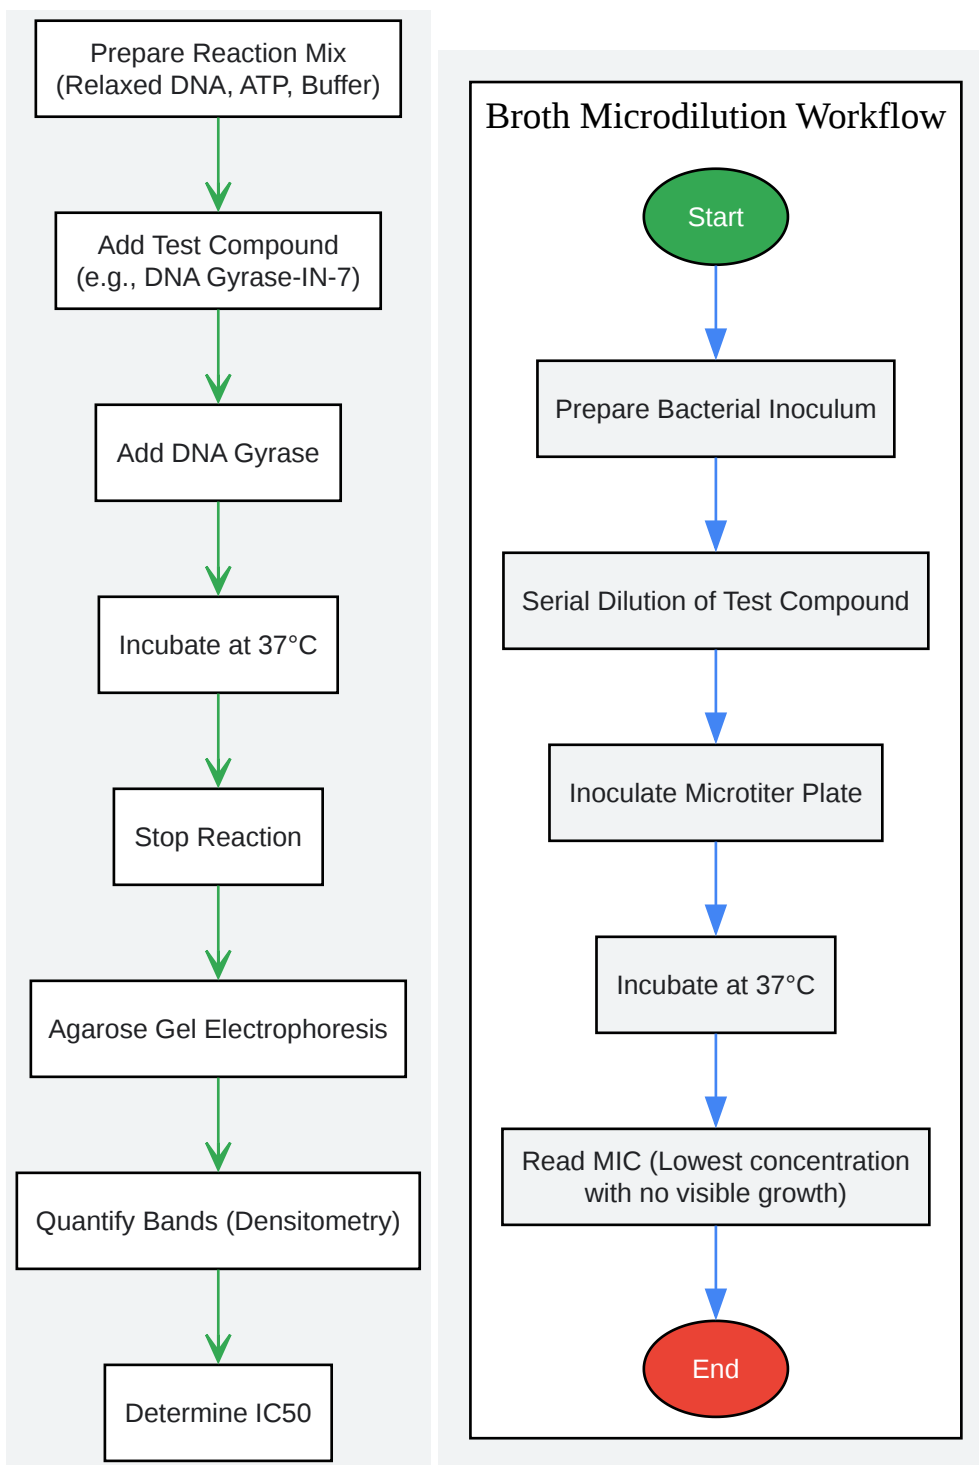 Prepare Reaction Mix
(Relaxed DNA, ATP, Buffer)
Add Test Compound
(e.g., DNA Gyrase-IN-7)
Add DNA Gyrase
Incubate at 37°C
Stop Reaction
Agarose Gel Electrophoresis
Quantify Bands (Densitometry)
Determine IC50
Broth Microdilution Workflow
Start
Prepare Bacterial Inoculum
Serial Dilution of Test Compound
Inoculate Microtiter Plate
Incubate at 37°C
Read MIC (Lowest concentration
with no visible growth)
End